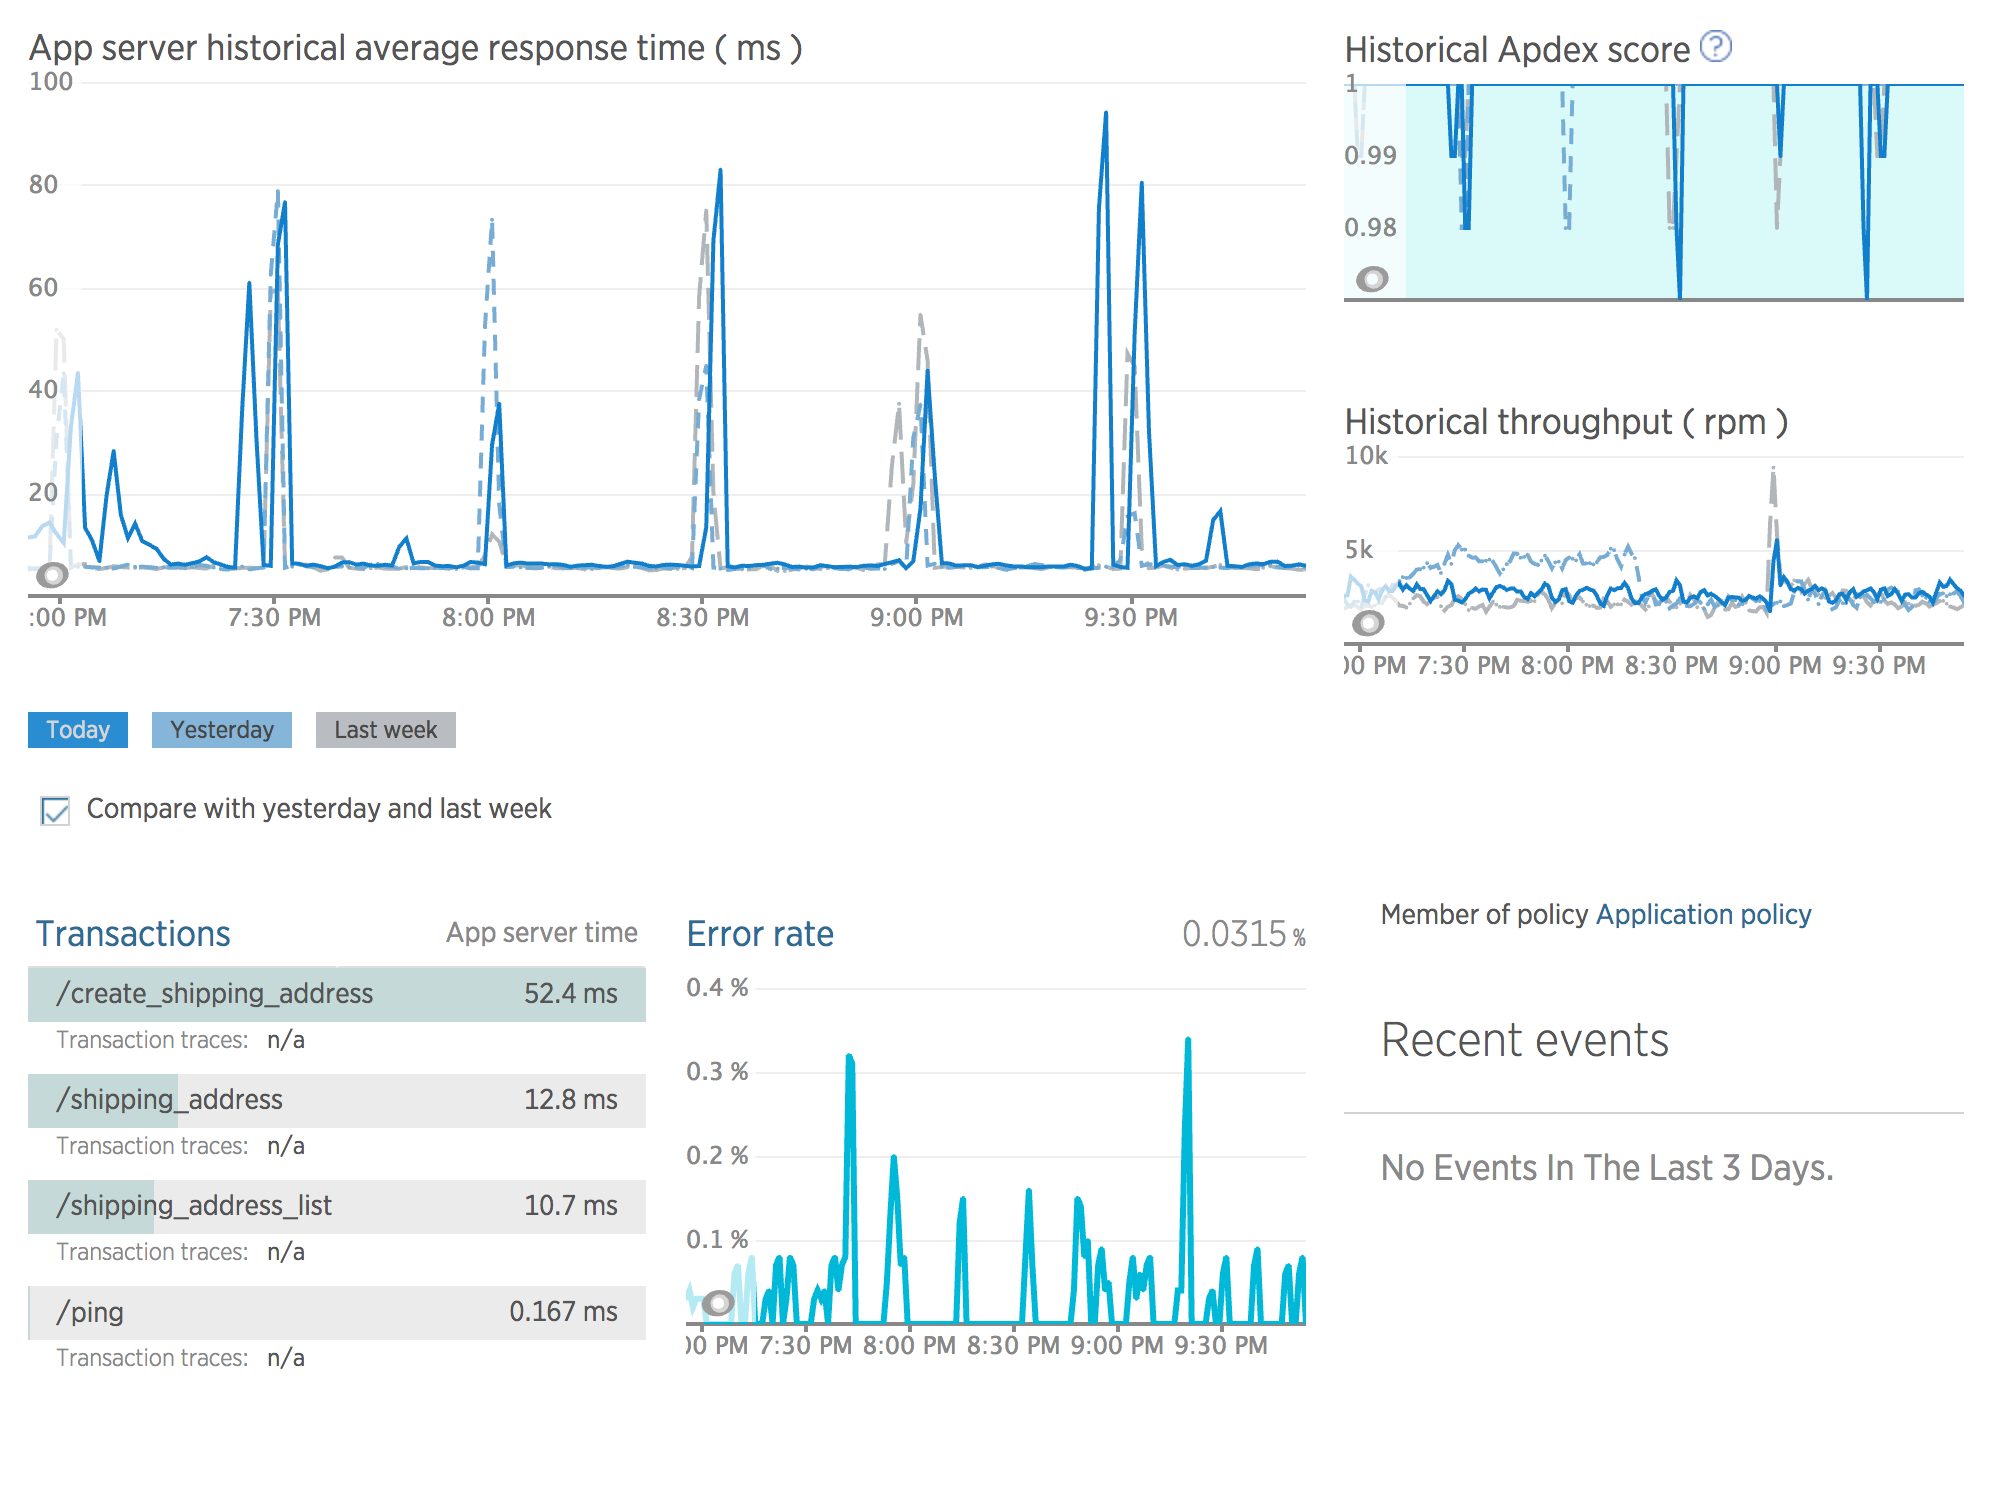 App server historical average response time ( ms )
100
80
60
40
20
:00 PM 7:30 PM 8:00 PM 8:30 PM 9:00 PM 9:30 PM
Today Yesterday Last week
Compare with yesterday and last week
Historical Apdex score ?
1
0.99
0.98
Historical throughput ( rpm )
10k
5k
00 PM 7:30 PM 8:00 PM 8:30 PM 9:00 PM 9:30 PM
Transactions App server time
/create_shipping_address 52.4 ms
Transaction traces: n/a
/shipping_address 12.8 ms
Transaction traces: n/a
/shipping_address_list 10.7 ms
Transaction traces: n/a
/ping 0.167 ms
Transaction traces: n/a
Error rate 0.0315 %
0.4 %
0.3 %
0.2 %
0.1 %
00 PM 7:30 PM 8:00 PM 8:30 PM 9:00 PM 9:30 PM
Member of policy Application policy
Recent events
No Events In The Last 3 Days.